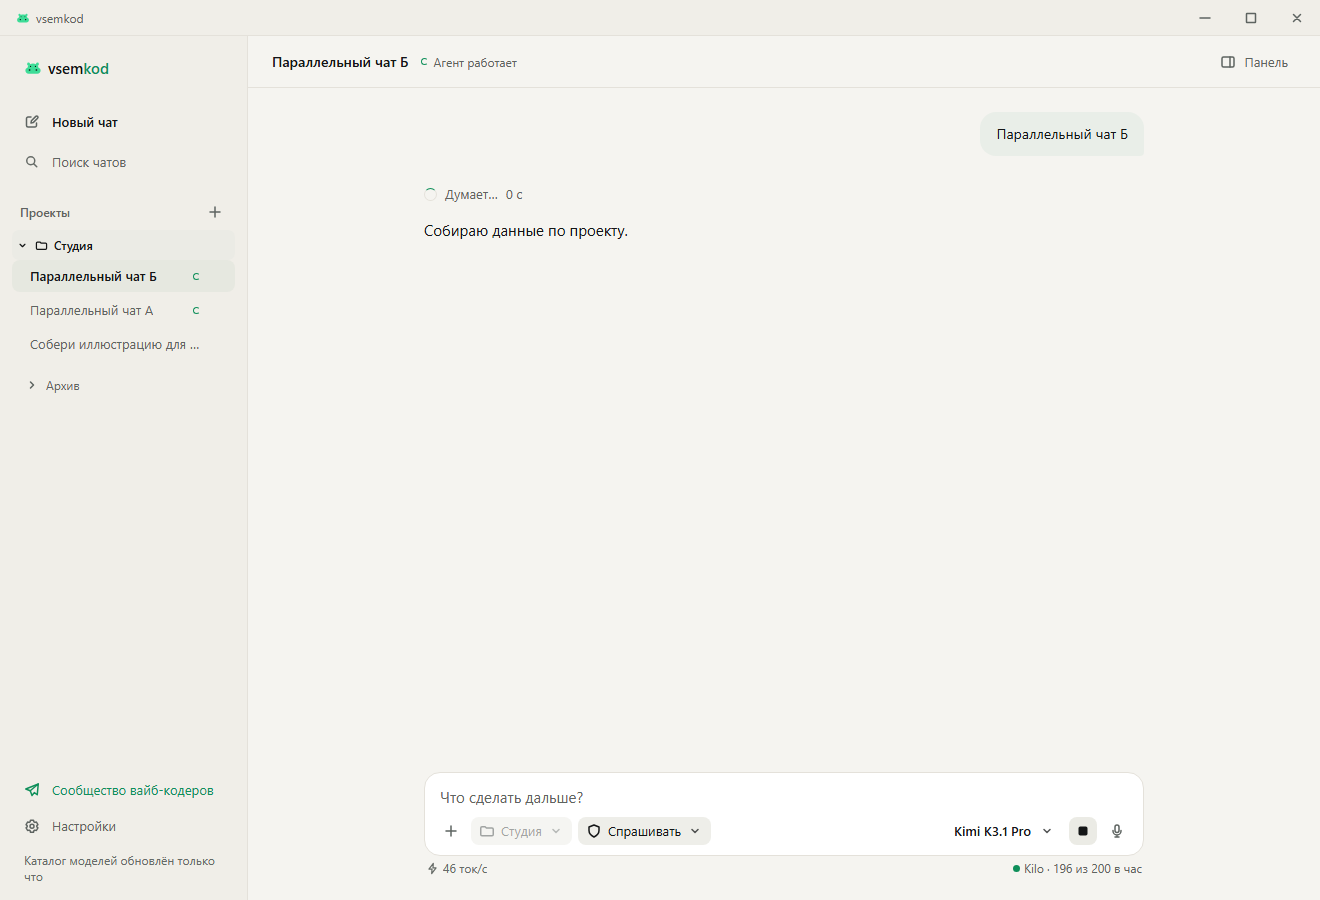 vsemkod
vsemkod
Новый чат
Поиск чатов
Проекты
Студия
Параллельный чат Б
Параллельный чат А
Собери иллюстрацию для ...
Архив
Сообщество вайб-кодеров
Настройки
Каталог моделей обновлён только
что
Параллельный чат Б
Агент работает
Панель
Параллельный чат Б
Думает... 0 с
Собираю данные по проекту.
Что сделать дальше?
Студия
Спрашивать
Kimi K3.1 Pro
46 ток/с
Kilo · 196 из 200 в час